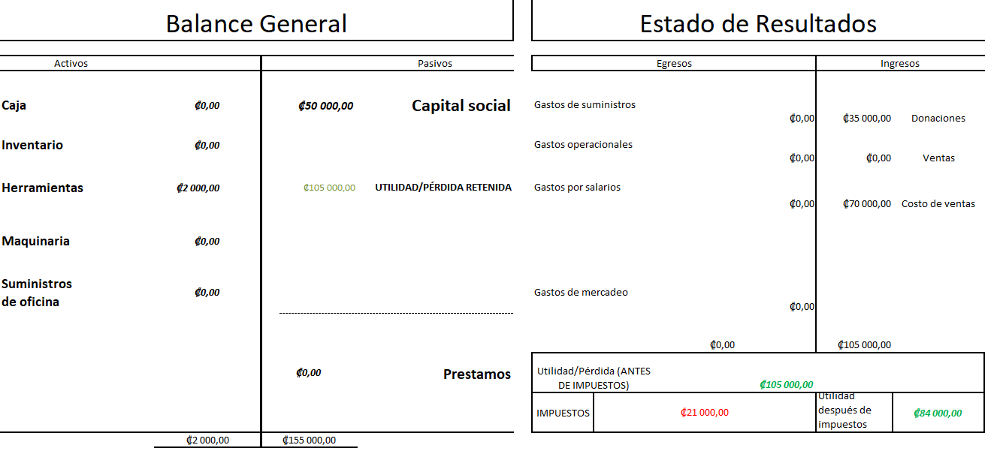 Balance General
Activos Pasivos
Caja ₡0,00 ₡50 000,00 Capital social
Inventario ₡0,00
Herramientas ₡2 000,00 ₡105 000,00 UTILIDAD/PÉRDIDA RETENIDA
Maquinaria ₡0,00
Suministros
de oficina ₡0,00
₡0,00 Prestamos
₡2 000,00 ₡155 000,00
Estado de Resultados
Egresos Ingresos
Gastos de suministros
₡0,00 ₡35 000,00 Donaciones
Gastos operacionales
₡0,00 ₡0,00 Ventas
Gastos por salarios
₡0,00 ₡70 000,00 Costo de ventas
Gastos de mercadeo
₡0,00
₡0,00 ₡105 000,00
Utilidad/Pérdida (ANTES
DE IMPUESTOS) ₡105 000,00
IMPUESTOS ₡21 000,00
Utilidad
después de
impuestos
₡84 000,00